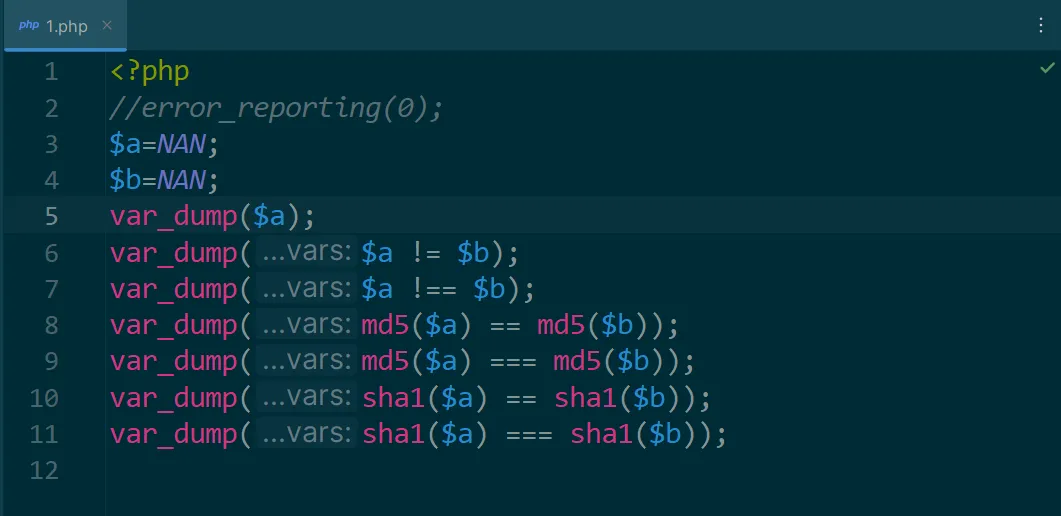 php 1.php ×
1 <?php
2 //error_reporting(0);
3 $a=NAN;
4 $b=NAN;
5 var_dump($a);
6 var_dump( ...vars: $a != $b);
7 var_dump( ...vars: $a !== $b);
8 var_dump( ...vars: md5($a) == md5($b));
9 var_dump( ...vars: md5($a) === md5($b));
10 var_dump( ...vars: sha1($a) == sha1($b));
11 var_dump( ...vars: sha1($a) === sha1($b));
12